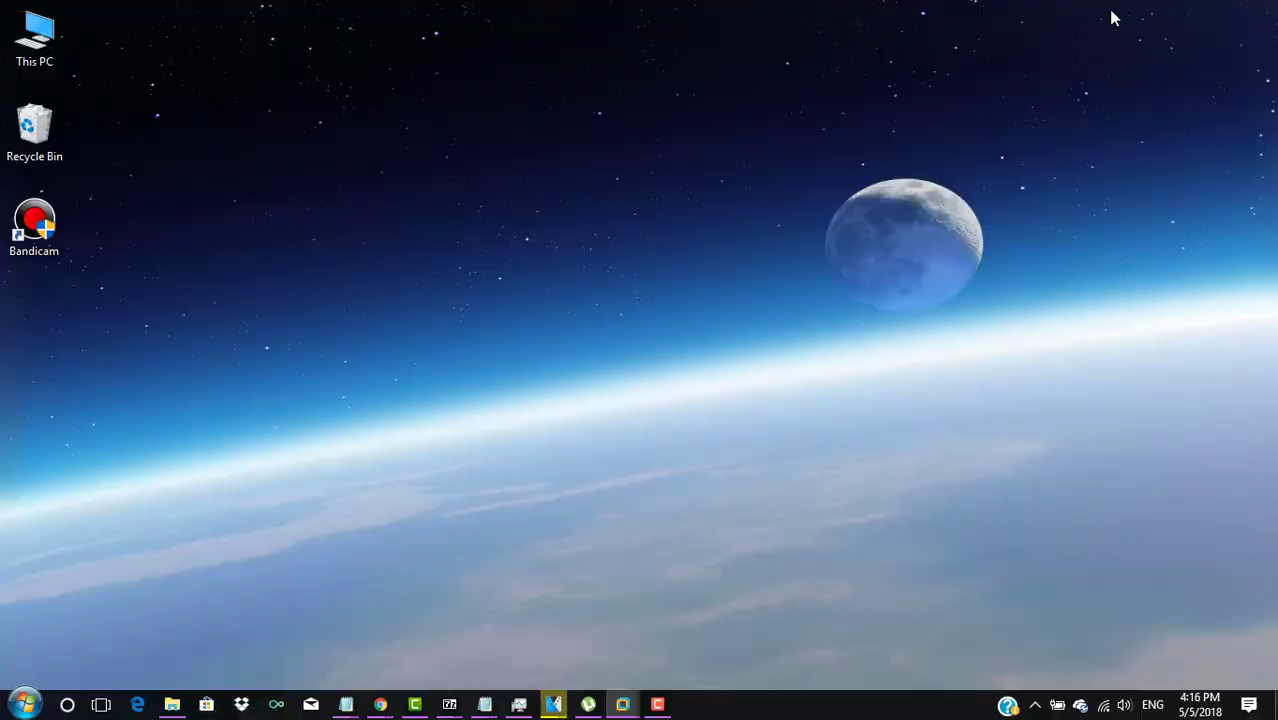 This PC
Recycle Bin
Bandicam
ENG
4:16 PM
5/5/2018